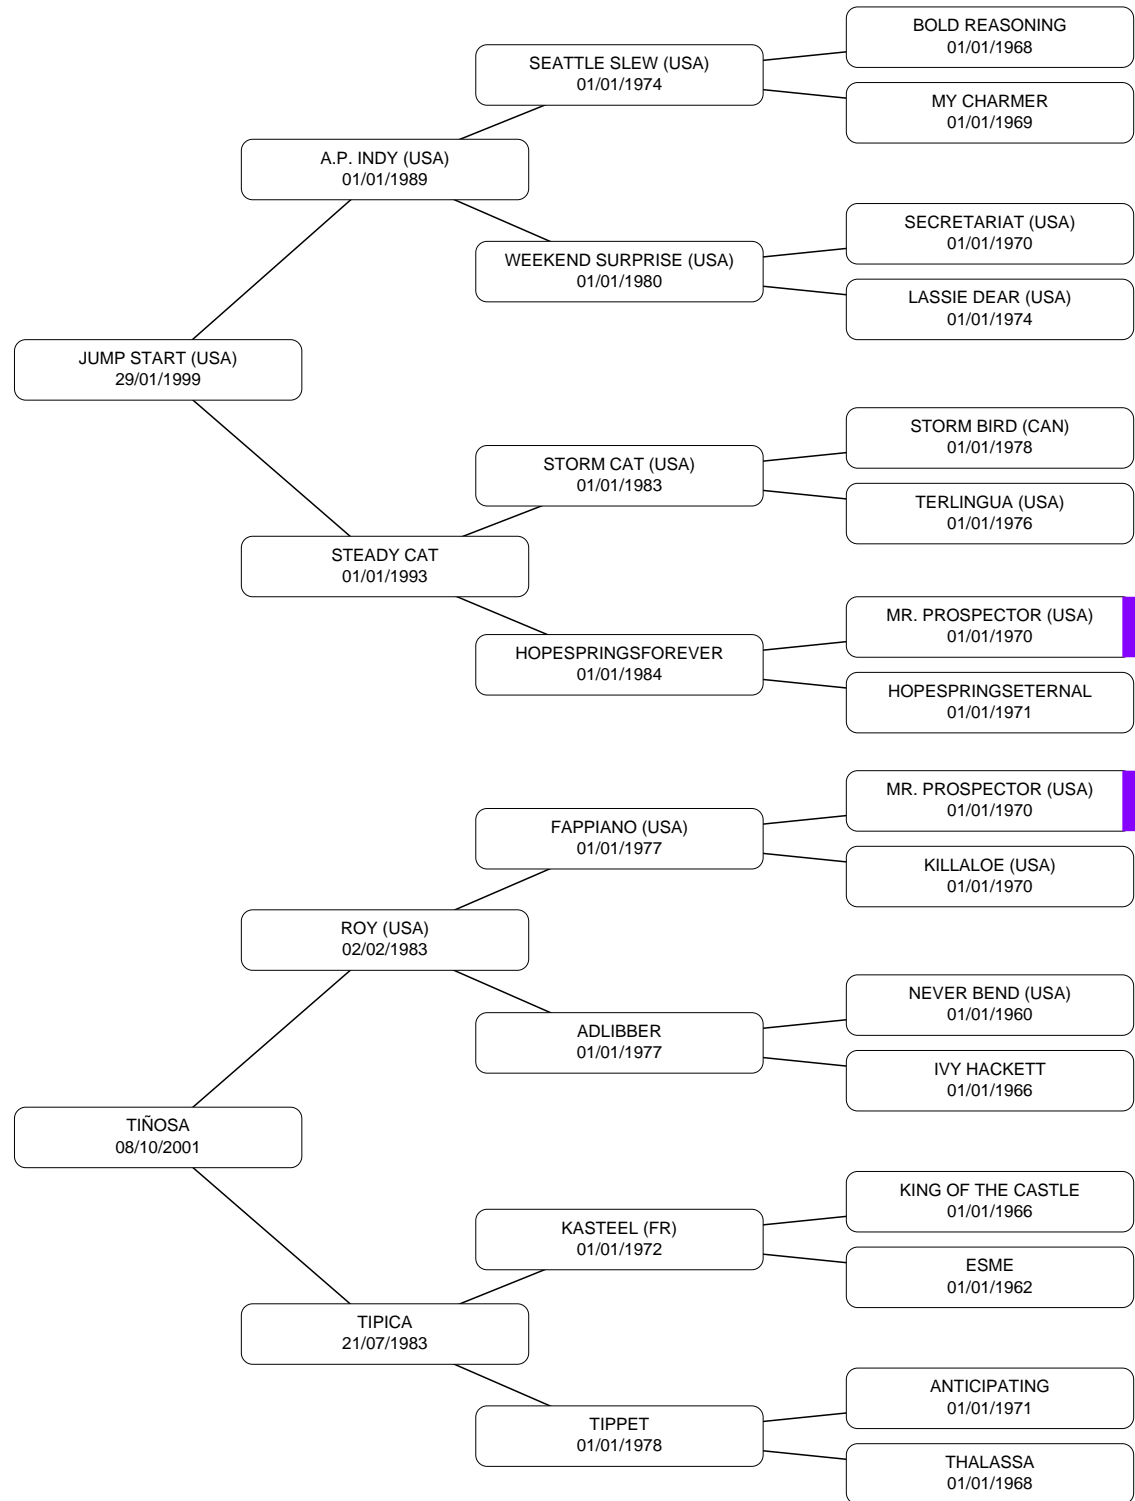 BOLD REASONING
01/01/1968
SEATTLE SLEW (USA)
01/01/1974
MY CHARMER
01/01/1969
A.P. INDY (USA)
01/01/1989
SECRETARIAT (USA)
01/01/1970
WEEKEND SURPRISE (USA)
01/01/1980
LASSIE DEAR (USA)
01/01/1974
JUMP START (USA)
29/01/1999
STORM BIRD (CAN)
01/01/1978
STORM CAT (USA)
01/01/1983
TERLINGUA (USA)
01/01/1976
STEADY CAT
01/01/1993
MR. PROSPECTOR (USA)
01/01/1970
HOPESPRINGSFOREVER
01/01/1984
HOPESPRINGSETERNAL
01/01/1971
MR. PROSPECTOR (USA)
01/01/1970
FAPPIANO (USA)
01/01/1977
KILLALOE (USA)
01/01/1970
ROY (USA)
02/02/1983
NEVER BEND (USA)
01/01/1960
ADLIBBER
01/01/1977
IVY HACKETT
01/01/1966
TIÑOSA
08/10/2001
KING OF THE CASTLE
01/01/1966
KASTEEL (FR)
01/01/1972
ESME
01/01/1962
TIPICA
21/07/1983
ANTICIPATING
01/01/1971
TIPPET
01/01/1978
THALASSA
01/01/1968